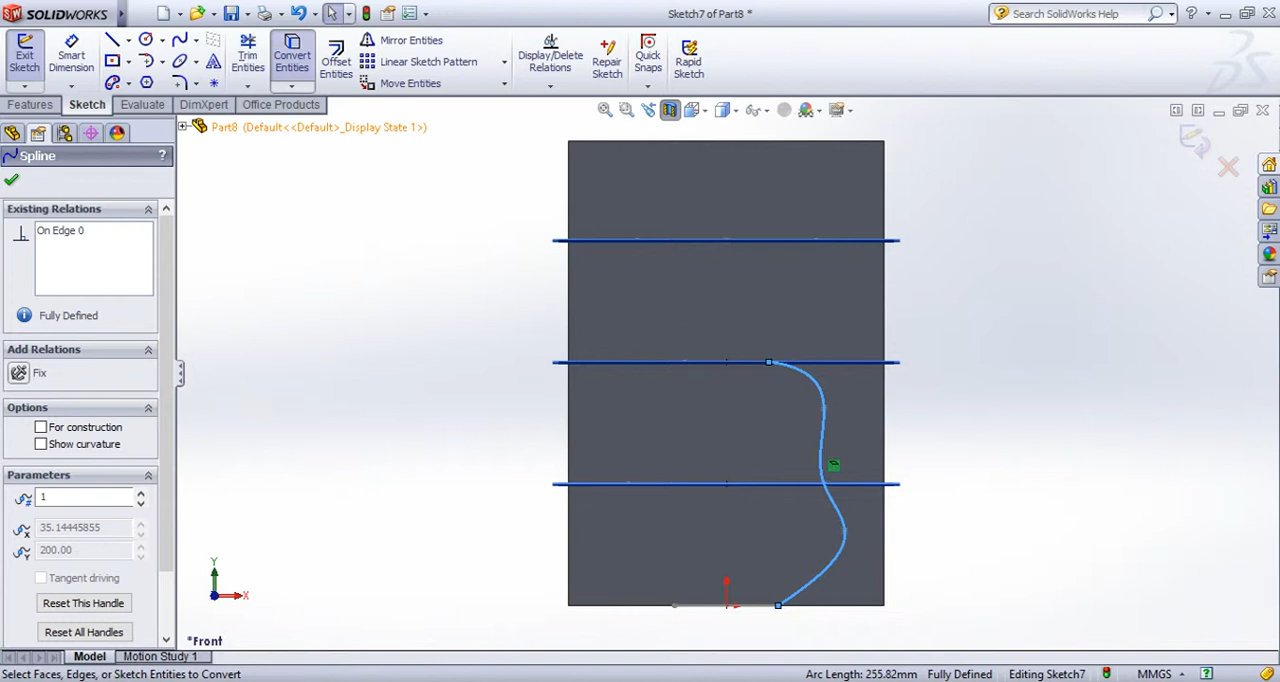 SOLIDWORKS
Sketch7 of Part8 *
Search SolidWorks Help
Exit Sketch
Smart Dimension
Trim Entities
Convert Entities
Offset Entities
Mirror Entities
Linear Sketch Pattern
Move Entities
Display/Delete Relations
Repair Sketch
Quick Snaps
Rapid Sketch
Features
Sketch
Evaluate
DimXpert
Office Products
Part8 (Default<<Default>_Display State 1>)
Spline
?
Existing Relations
On Edge 0
Fully Defined
Add Relations
Fix
Options
For construction
Show curvature
Parameters
1
35.14445855
200.00
Tangent driving
Reset This Handle
Reset All Handles
Y
X
*Front
Model
Motion Study 1
Select Faces, Edges, or Sketch Entities to Convert
Arc Length: 255.82mm
Fully Defined
Editing Sketch7
MMGS
?